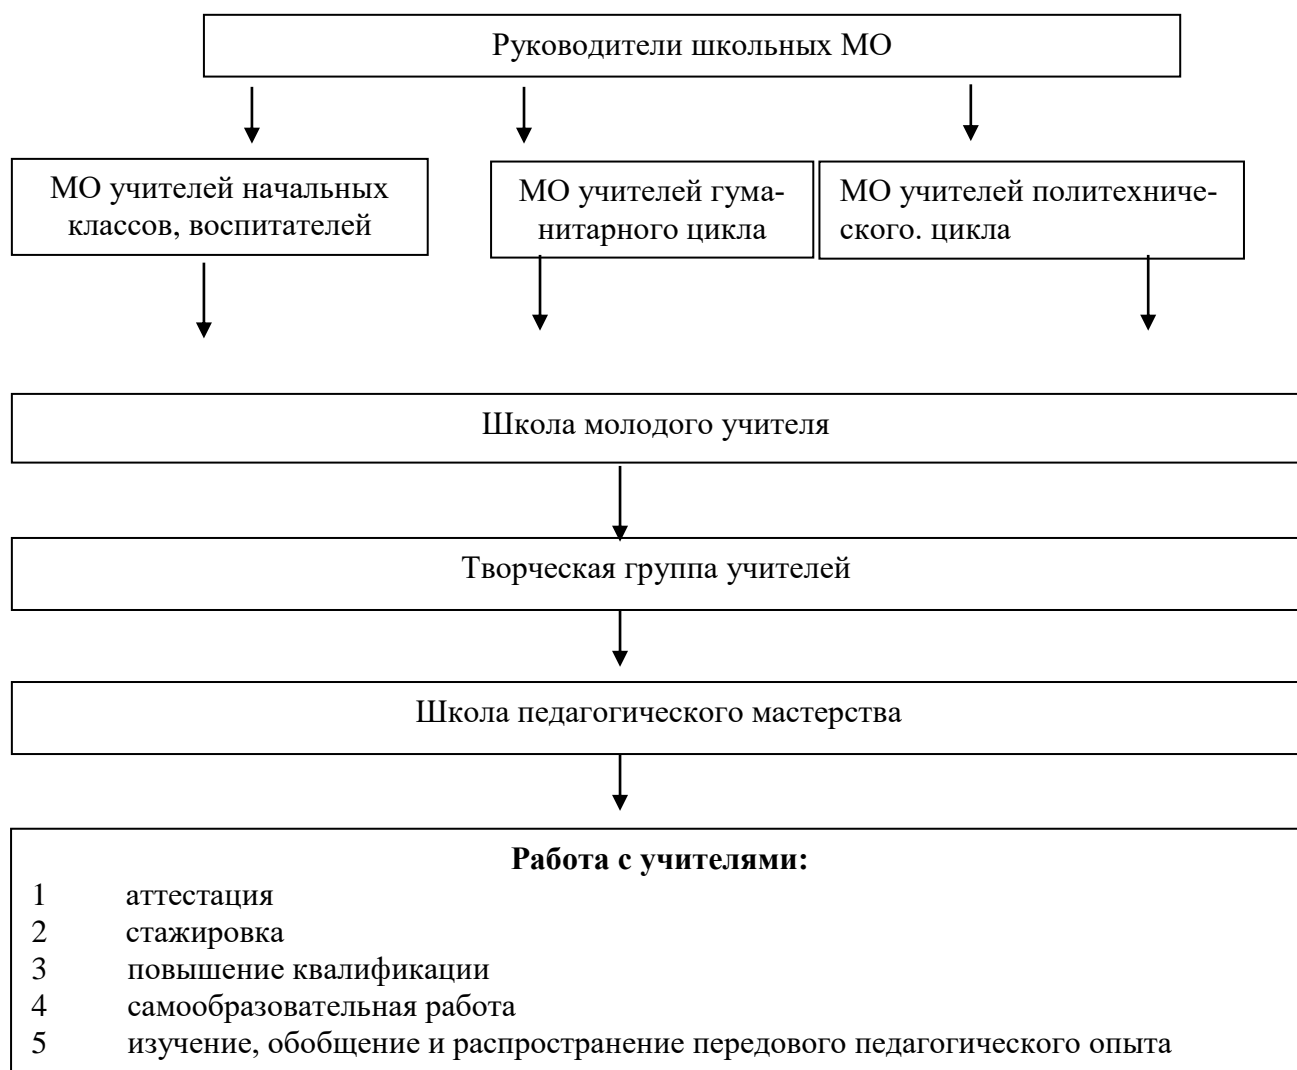 Руководители школьных МО
МО учителей начальных
классов, воспитателей
МО учителей гума-
нитарного цикла
МО учителей политехниче-
ского. цикла
Школа молодого учителя
Творческая группа учителей
Школа педагогического мастерства
Работа с учителями:
1 аттестация
2 стажировка
3 повышение квалификации
4 самообразовательная работа
5 изучение, обобщение и распространение передового педагогического опыта